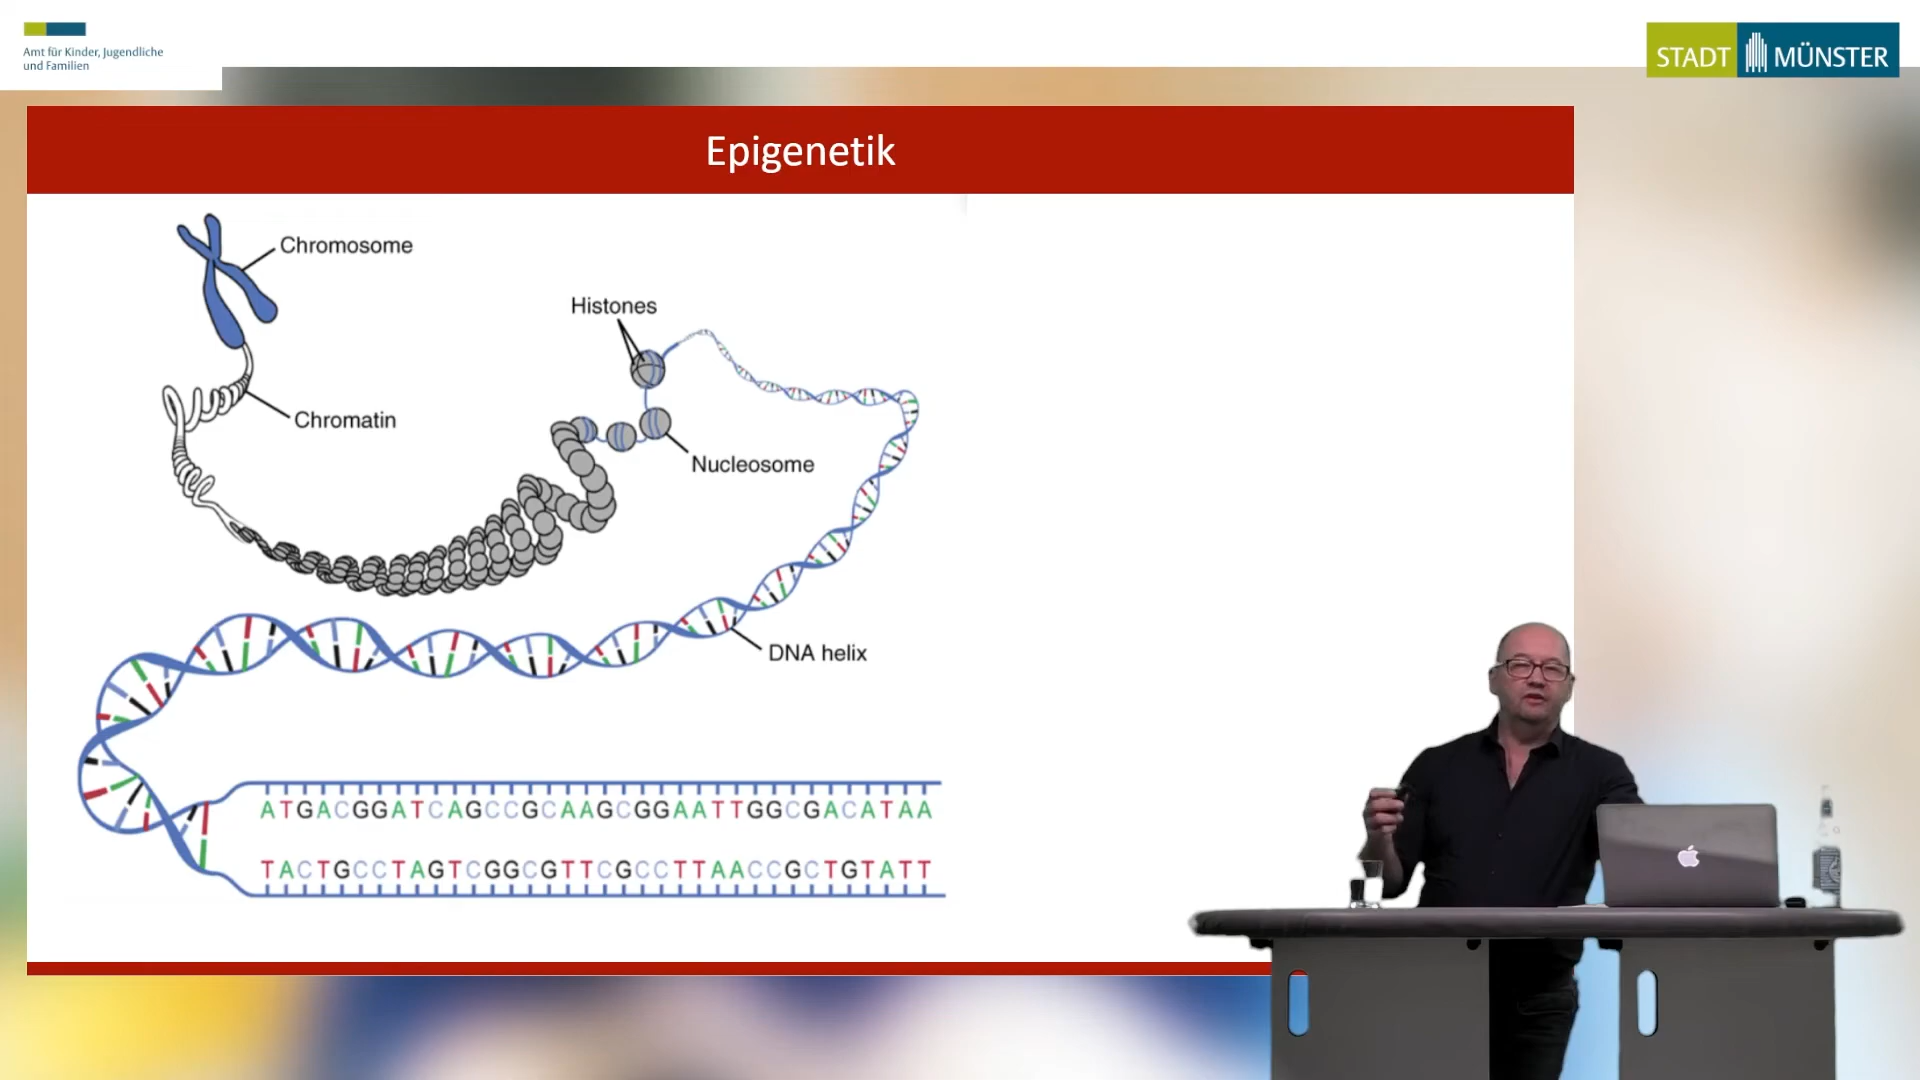 Amt für Kinder, Jugendliche
und Familien
STADT MÜNSTER
Epigenetik
Chromosome
Histones
Chromatin
Nucleosome
DNA helix
ATGACGGATCAGCCGCAAGCGGAATTGGCGACATAA
TACTGCCTAGTCGGCGTTCGCCTTAACCGCTGTATT